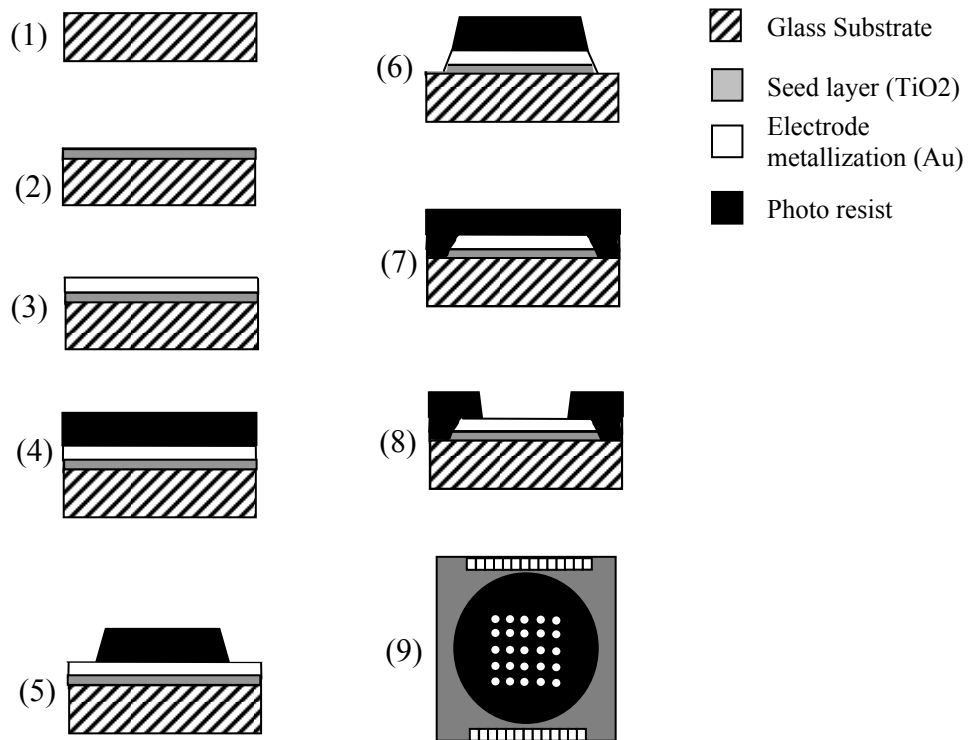 (1)
(2)
(3)
(4)
(5)
(6)
(7)
(8)
(9)
Glass Substrate
Seed layer (TiO2)
Electrode
metallization (Au)
Photo resist